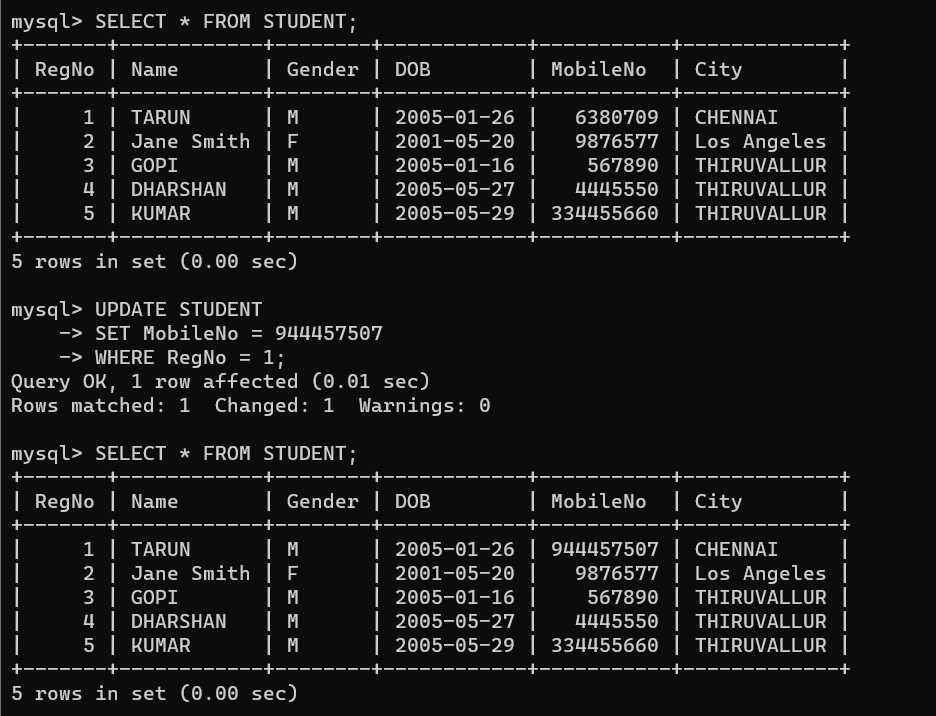 mysql> SELECT * FROM STUDENT;
+-------+------------+--------+------------+-----------+-------------+
| RegNo | Name       | Gender | DOB        | MobileNo  | City        |
+-------+------------+--------+------------+-----------+-------------+
|     1 | TARUN      | M      | 2005-01-26 |   6380709 | CHENNAI     |
|     2 | Jane Smith | F      | 2001-05-20 |   9876577 | Los Angeles |
|     3 | GOPI       | M      | 2005-01-16 |    567890 | THIRUVALLUR |
|     4 | DHARSHAN   | M      | 2005-05-27 |   4445550 | THIRUVALLUR |
|     5 | KUMAR      | M      | 2005-05-29 | 334455660 | THIRUVALLUR |
+-------+------------+--------+------------+-----------+-------------+
5 rows in set (0.00 sec)

mysql> UPDATE STUDENT
    -> SET MobileNo = 944457507
    -> WHERE RegNo = 1;
Query OK, 1 row affected (0.01 sec)
Rows matched: 1  Changed: 1  Warnings: 0

mysql> SELECT * FROM STUDENT;
+-------+------------+--------+------------+-----------+-------------+
| RegNo | Name       | Gender | DOB        | MobileNo  | City        |
+-------+------------+--------+------------+-----------+-------------+
|     1 | TARUN      | M      | 2005-01-26 | 944457507 | CHENNAI     |
|     2 | Jane Smith | F      | 2001-05-20 |   9876577 | Los Angeles |
|     3 | GOPI       | M      | 2005-01-16 |    567890 | THIRUVALLUR |
|     4 | DHARSHAN   | M      | 2005-05-27 |   4445550 | THIRUVALLUR |
|     5 | KUMAR      | M      | 2005-05-29 | 334455660 | THIRUVALLUR |
+-------+------------+--------+------------+-----------+-------------+
5 rows in set (0.00 sec)